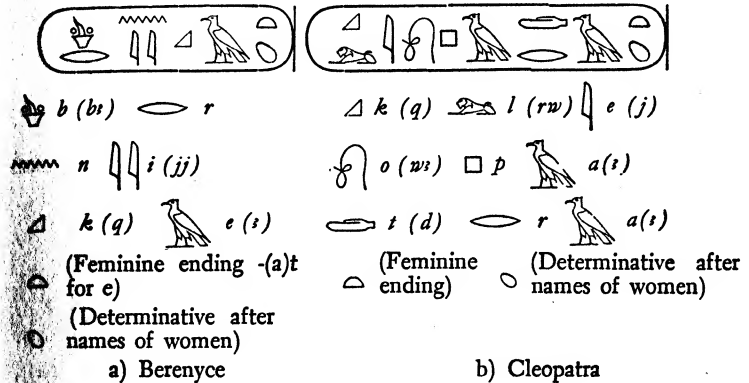 b (bꜣ) r
n i (jj)
k (q) e (ꜣ)
(Feminine ending -(a)t
for e)
(Determinative after
names of women)
a) Berenyce
k (q) l (rw) e (j)
o (wꜣ) p a (ꜣ)
t (d) r a (ꜣ)
(Feminine
ending)
(Determinative after
names of women)
b) Cleopatra